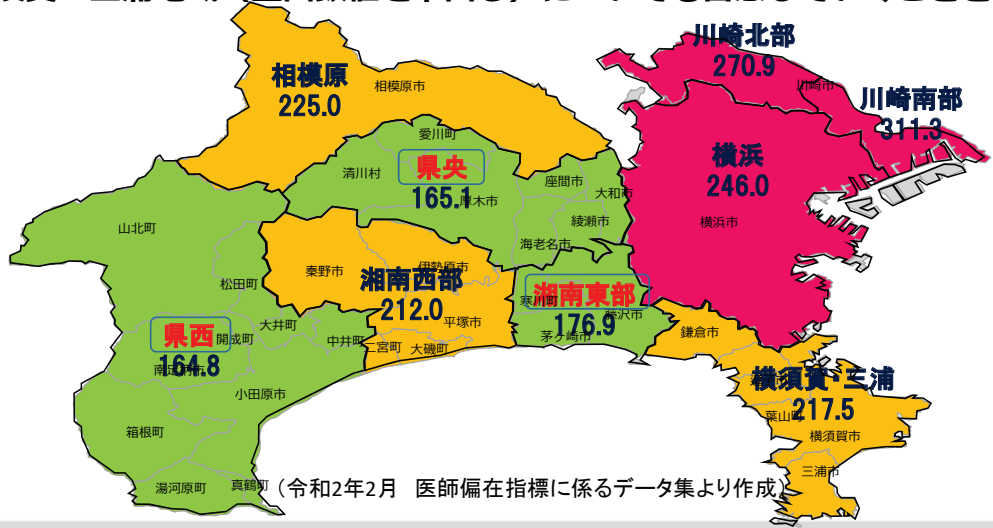 川崎北部
270.9
相模原
225.0
相模原市
川崎市
川崎南部
311.3
愛川町
横浜
246.0
清川村
県央
165.1
厚木市
座間市
大和市
綾瀬市
海老名市
横浜市
山北町
秦野市
伊勢原市
湘南西部
212.0
松田町
湘南東部
176.9
寒川町
藤沢市
茅ケ崎市
平塚市
二宮町
大磯町
鎌倉市
県西
164.8
開成町
大井町
中井町
南足柄市
小田原市
横須賀・三浦
217.5
葉山町
横須賀市
箱根町
三浦市
湯河原町
真鶴町
(令和2年2月 医師偏在指標に係るデータ集より作成)